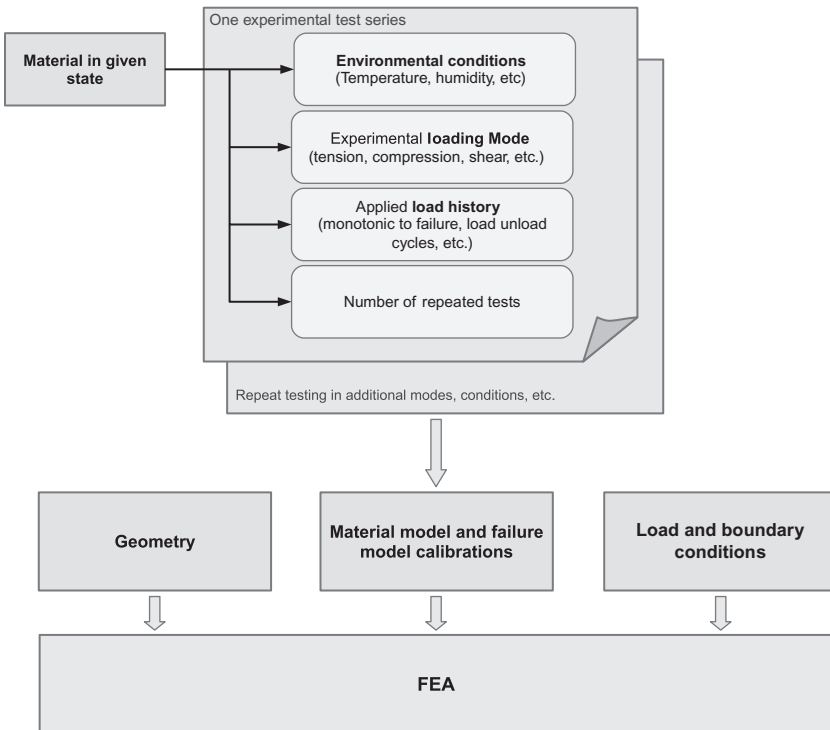 One experimental test series
Material in given
state
Environmental conditions
(Temperature, humidity, etc)
Experimental loading Mode
(tension, compression, shear, etc.)
Applied load history
(monotonic to failure, load unload
cycles, etc.)
Number of repeated tests
Repeat testing in additional modes, conditions, etc.
Geometry
Material model and failure
model calibrations
Load and boundary
conditions
FEA